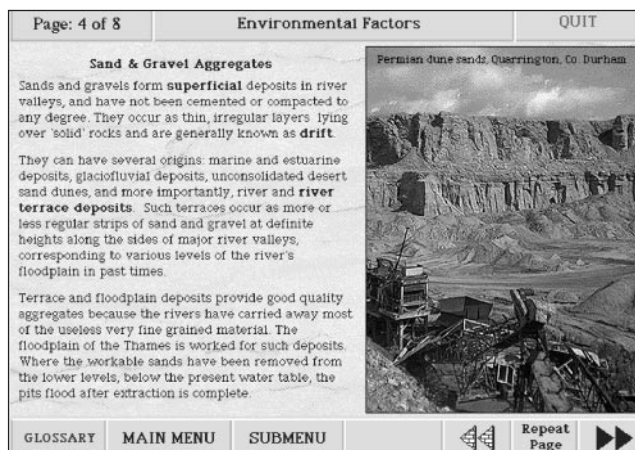 Page: 4 of 8
Environmental Factors
QUIT
Sand & Gravel Aggregates
Sands and gravels form superficial deposits in river
valleys, and have not been cemented or compacted to
any degree. They occur as thin, irregular layers lying
over 'solid' rocks and are generally known as drift.
They can have several origins: marine and estuarine
deposits, glaciofluvial deposits, unconsolidated desert
sand dunes, and more importantly, river and river
terrace deposits. Such terraces occur as more or
less regular strips of sand and gravel at definite
heights along the sides of major river valleys,
corresponding to various levels of the river's
floodplain in past times.
Terrace and floodplain deposits provide good quality
aggregates because the rivers have carried away most
of the useless very fine grained material. The
floodplain of the Thames is worked for such deposits.
Where the workable sands have been removed from
the lower levels, below the present water table, the
pits flood after extraction is complete.
Permian dune sands, Quarrington, Co. Durham
GLOSSARY
MAIN MENU
SUBMENU
Repeat
Page